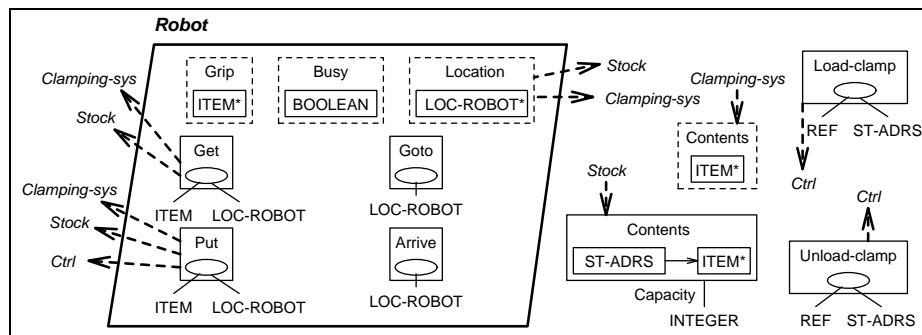 Robot
Clamping-sys
Stock
Grip
ITEM*
Busy
BOOLEAN
Location
LOC-ROBOT*
Stock
Clamping-sys
Get
ITEM LOC-ROBOT
Goto
LOC-ROBOT
Clamping-sys
Stock
Ctrl
Put
ITEM LOC-ROBOT
Arrive
LOC-ROBOT
Clamping-sys
Contents
ITEM*
Stock
Contents
ST-ADRS
ITEM*
Capacity
INTEGER
Load-clamp
REF ST-ADRS
Ctrl
Ctrl
Unload-clamp
REF ST-ADRS